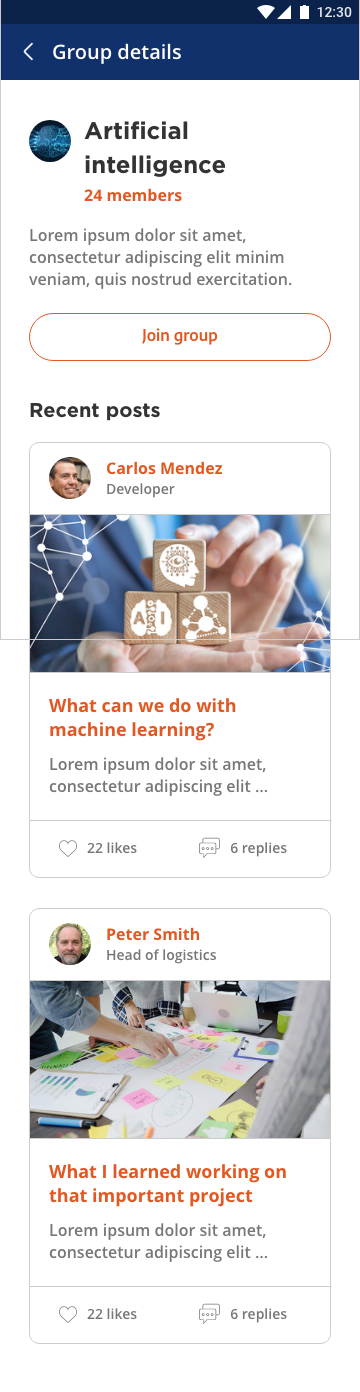 12:30
Group details
Artificial
intelligence
24 members
Lorem ipsum dolor sit amet,
consectetur adipiscing elit minim
veniam, quis nostrud exercitation.
Join group
Recent posts
Carlos Mendez
Developer
AI
What can we do with
machine learning?
Lorem ipsum dolor sit amet,
consectetur adipiscing elit ...
22 likes
6 replies
Peter Smith
Head of logistics
What I learned working on
that important project
Lorem ipsum dolor sit amet,
consectetur adipiscing elit ...
22 likes
6 replies